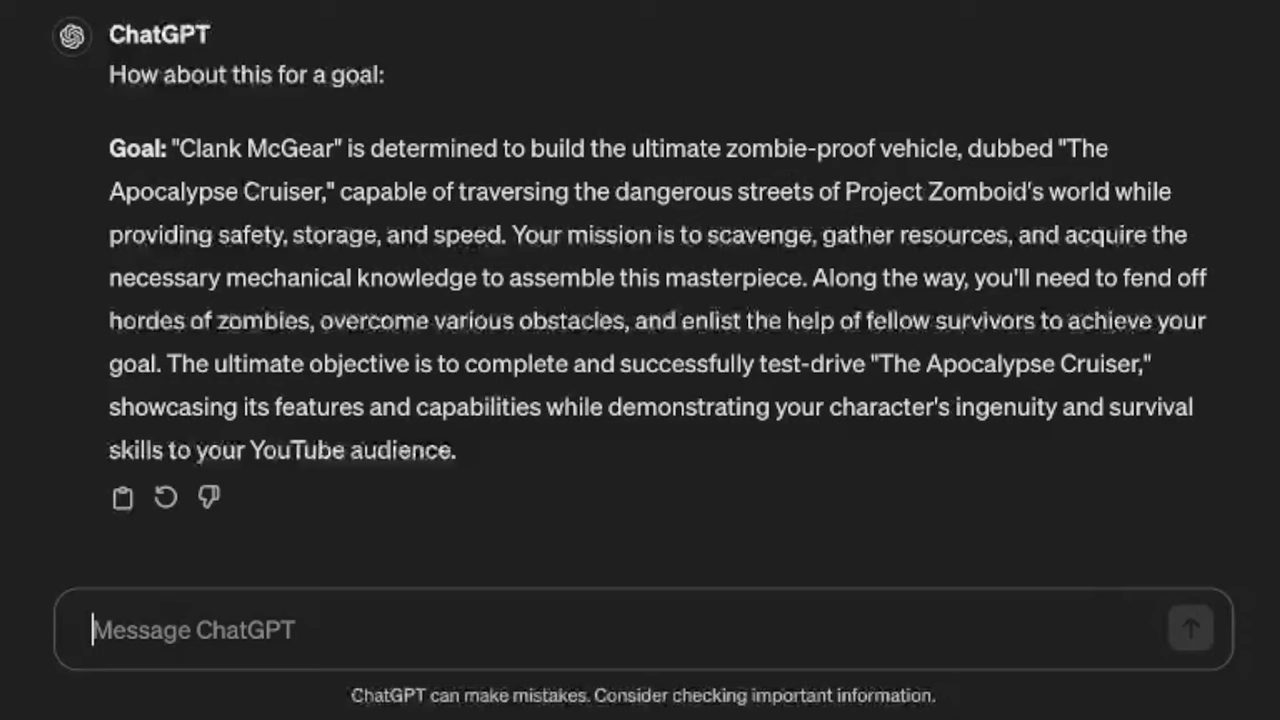 ChatGPT
How about this for a goal:
Goal: "Clank McGear" is determined to build the ultimate zombie-proof vehicle, dubbed "The
Apocalypse Cruiser," capable of traversing the dangerous streets of Project Zomboid's world while
providing safety, storage, and speed. Your mission is to scavenge, gather resources, and acquire the
necessary mechanical knowledge to assemble this masterpiece. Along the way, you'll need to fend off
hordes of zombies, overcome various obstacles, and enlist the help of fellow survivors to achieve your
goal. The ultimate objective is to complete and successfully test-drive "The Apocalypse Cruiser,"
showcasing its features and capabilities while demonstrating your character's ingenuity and survival
skills to your YouTube audience.
Message ChatGPT
ChatGPT can make mistakes. Consider checking important information.